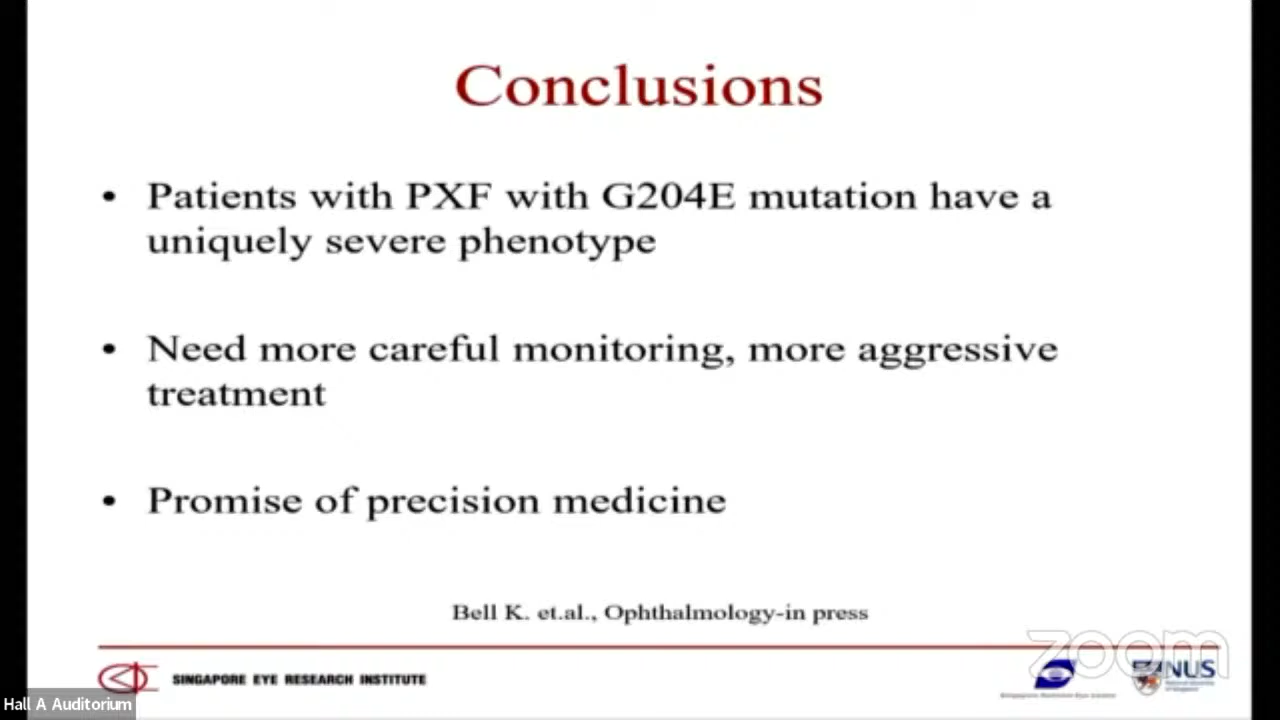 Conclusions
• Patients with PXF with G204E mutation have a
uniquely severe phenotype
• Need more careful monitoring, more aggressive
treatment
• Promise of precision medicine
Bell K. et.al., Ophthalmology-in press
zoom
SINGAPORE EYE RESEARCH INSTITUTE
NUS
Hall A Auditorium